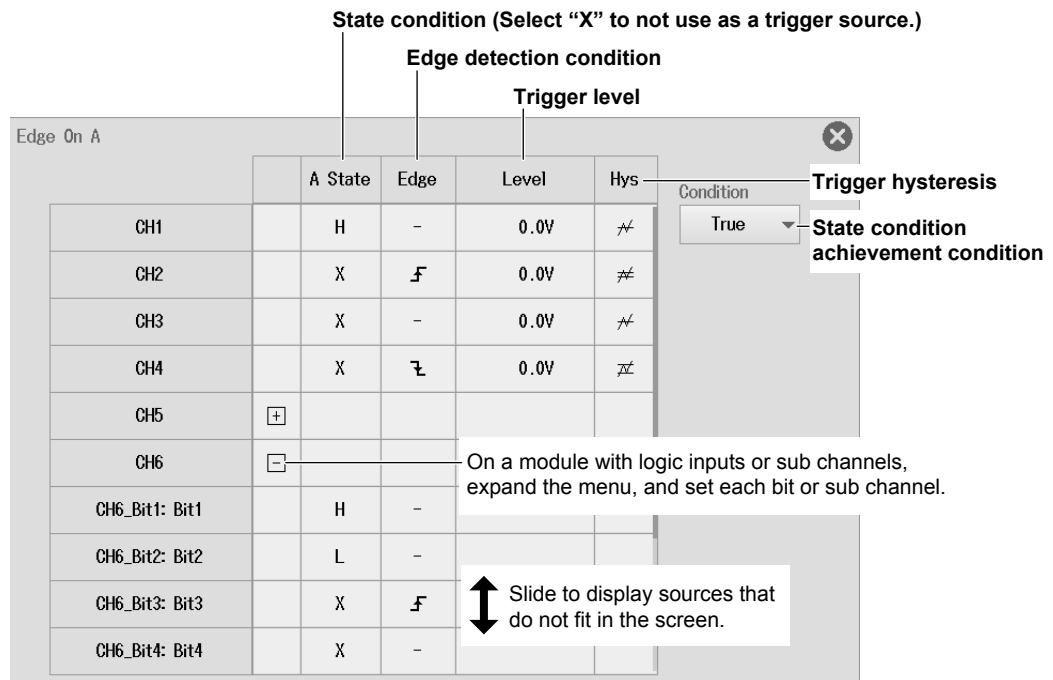 State condition (Select “X” to not use as a trigger source.)
Edge detection condition
Trigger level
Edge On A
A State Edge Level Hys
Trigger hysteresis
Condition
True
State condition
achievement condition
CH1 H - 0.0V
CH2 X 0.0V
CH3 X - 0.0V
CH4 X 0.0V
CH5 +
CH6 -
On a module with logic inputs or sub channels,
expand the menu, and set each bit or sub channel.
CH6_Bit1: Bit1 H -
CH6_Bit2: Bit2 L -
CH6_Bit3: Bit3 X
Slide to display sources that
do not fit in the screen.
CH6_Bit4: Bit4 X -